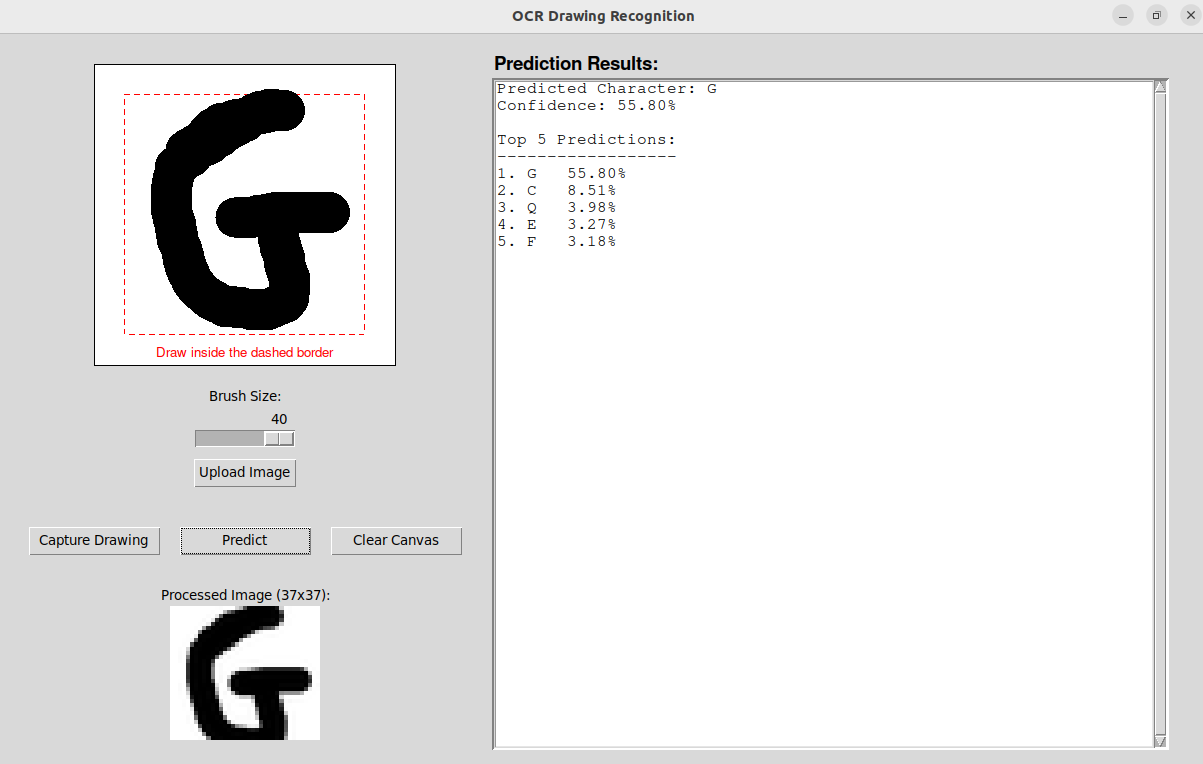 OCR Drawing Recognition
G
Draw inside the dashed border
Brush Size:
40
Upload Image
Capture Drawing Predict Clear Canvas
Processed Image (37x37):
G
Prediction Results:
Predicted Character: G
Confidence: 55.80%
Top 5 Predictions:
------------------
1. G 55.80%
2. C 8.51%
3. Q 3.98%
4. E 3.27%
5. F 3.18%